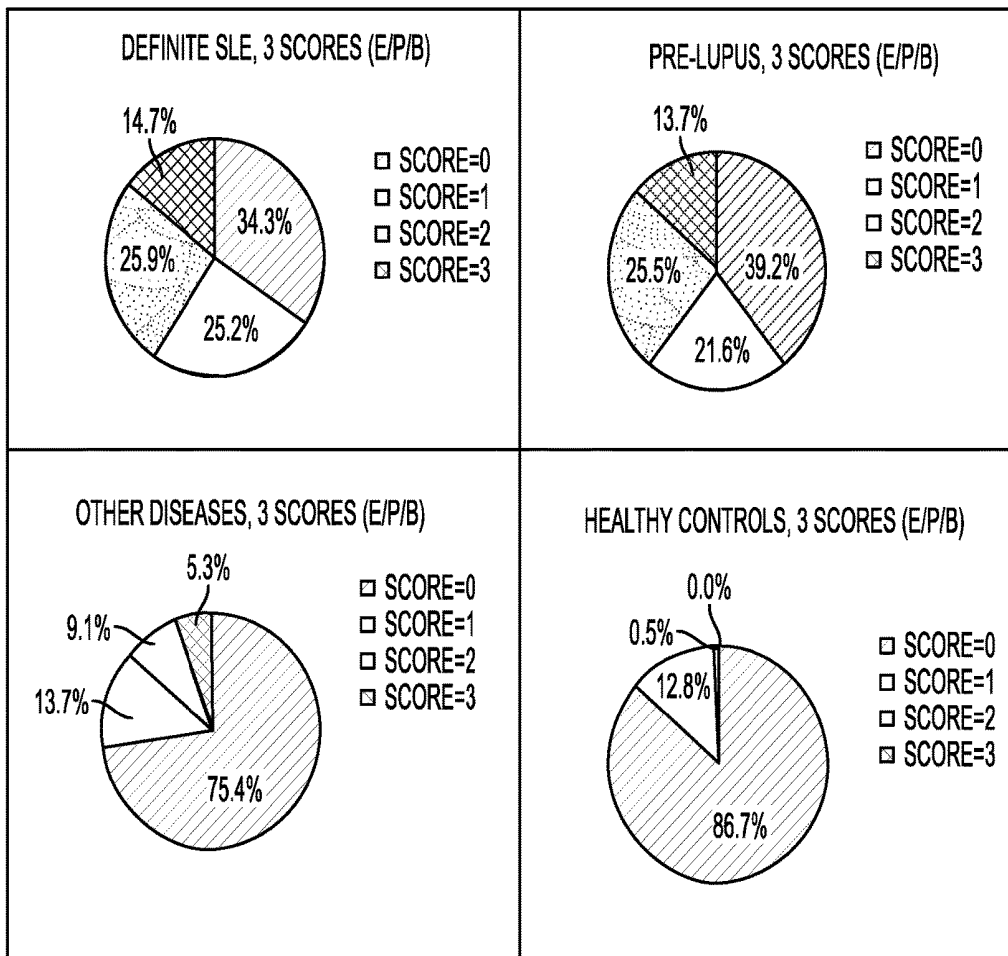 DEFINITE SLE, 3 SCORES (E/P/B)
14.7%
34.3%
25.9%
25.2%
SCORE=0
SCORE=1
SCORE=2
SCORE=3
PRE-LUPUS, 3 SCORES (E/P/B)
13.7%
39.2%
25.5%
21.6%
SCORE=0
SCORE=1
SCORE=2
SCORE=3
OTHER DISEASES, 3 SCORES (E/P/B)
5.3%
9.1%
13.7%
75.4%
SCORE=0
SCORE=1
SCORE=2
SCORE=3
HEALTHY CONTROLS, 3 SCORES (E/P/B)
0.0%
0.5%
12.8%
86.7%
SCORE=0
SCORE=1
SCORE=2
SCORE=3